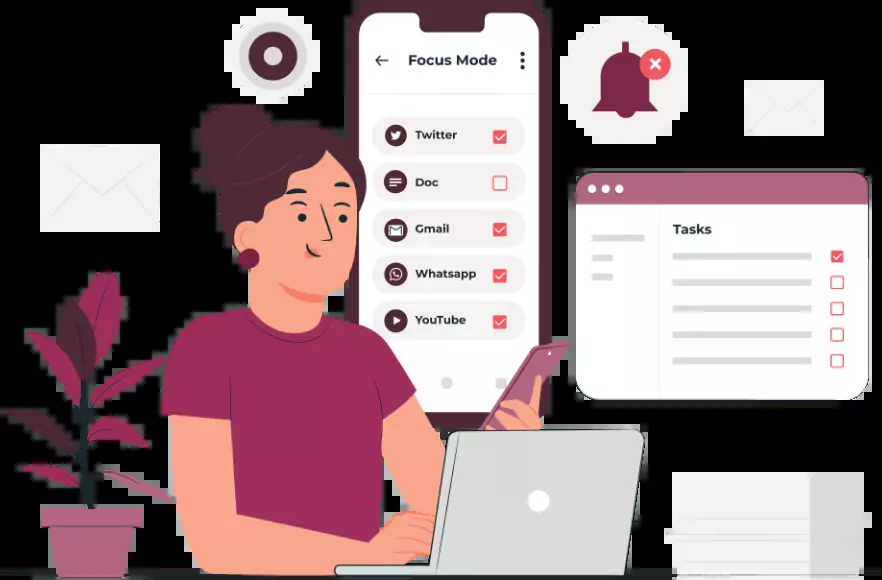 Focus Mode
Twitter
Doc
Gmail
Whatsapp
YouTube
Tasks